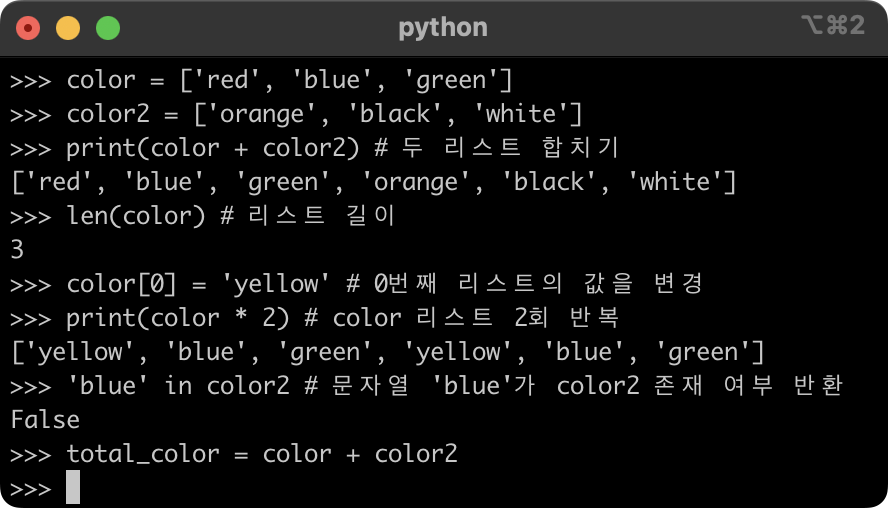 python
⌥⌘2
>>> color = ['red', 'blue', 'green']
>>> color2 = ['orange', 'black', 'white']
>>> print(color + color2) # 두 리스트 합치기
['red', 'blue', 'green', 'orange', 'black', 'white']
>>> len(color) # 리스트 길이
3
>>> color[0] = 'yellow' # 0번째 리스트의 값을 변경
>>> print(color * 2) # color 리스트 2회 반복
['yellow', 'blue', 'green', 'yellow', 'blue', 'green']
>>> 'blue' in color2 # 문자열 'blue'가 color2 존재 여부 반환
False
>>> total_color = color + color2
>>>